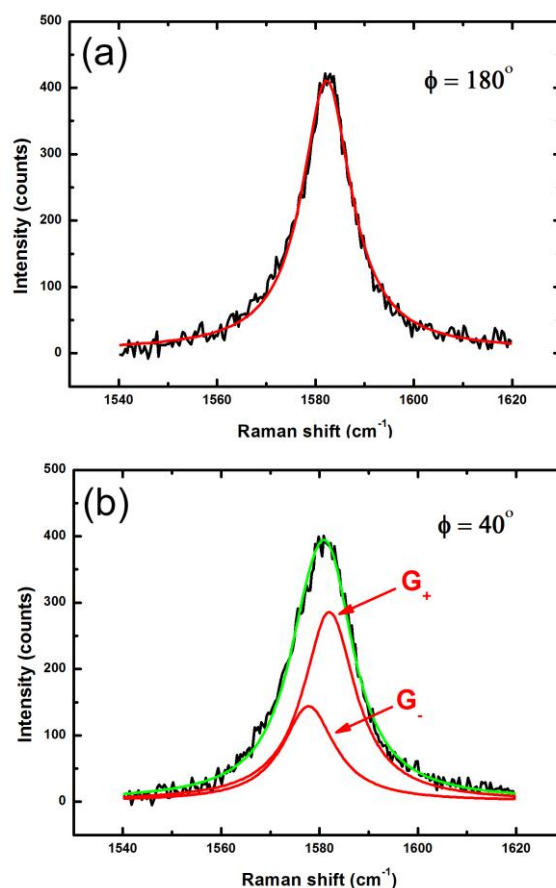 500
(a)
ϕ = 180°
400
300
200
100
0
Intensity (counts)
1540 1560 1580 1600 1620
Raman shift (cm⁻¹)
500
(b)
ϕ = 40°
400
G₊
300
200
G₋
100
0
Intensity (counts)
1540 1560 1580 1600 1620
Raman shift (cm⁻¹)